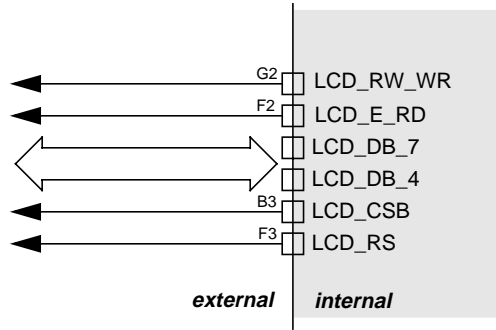 G2 LCD_RW_WR
F2 LCD_E_RD
LCD_DB_7
LCD_DB_4
B3 LCD_CSB
F3 LCD_RS
external internal